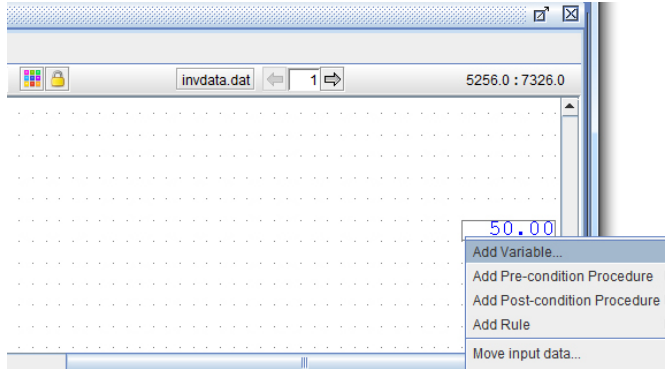 invdata.dat 1 5256.0 : 7326.0
50.00
Add Variable...
Add Pre-condition Procedure
Add Post-condition Procedure
Add Rule
Move input data...